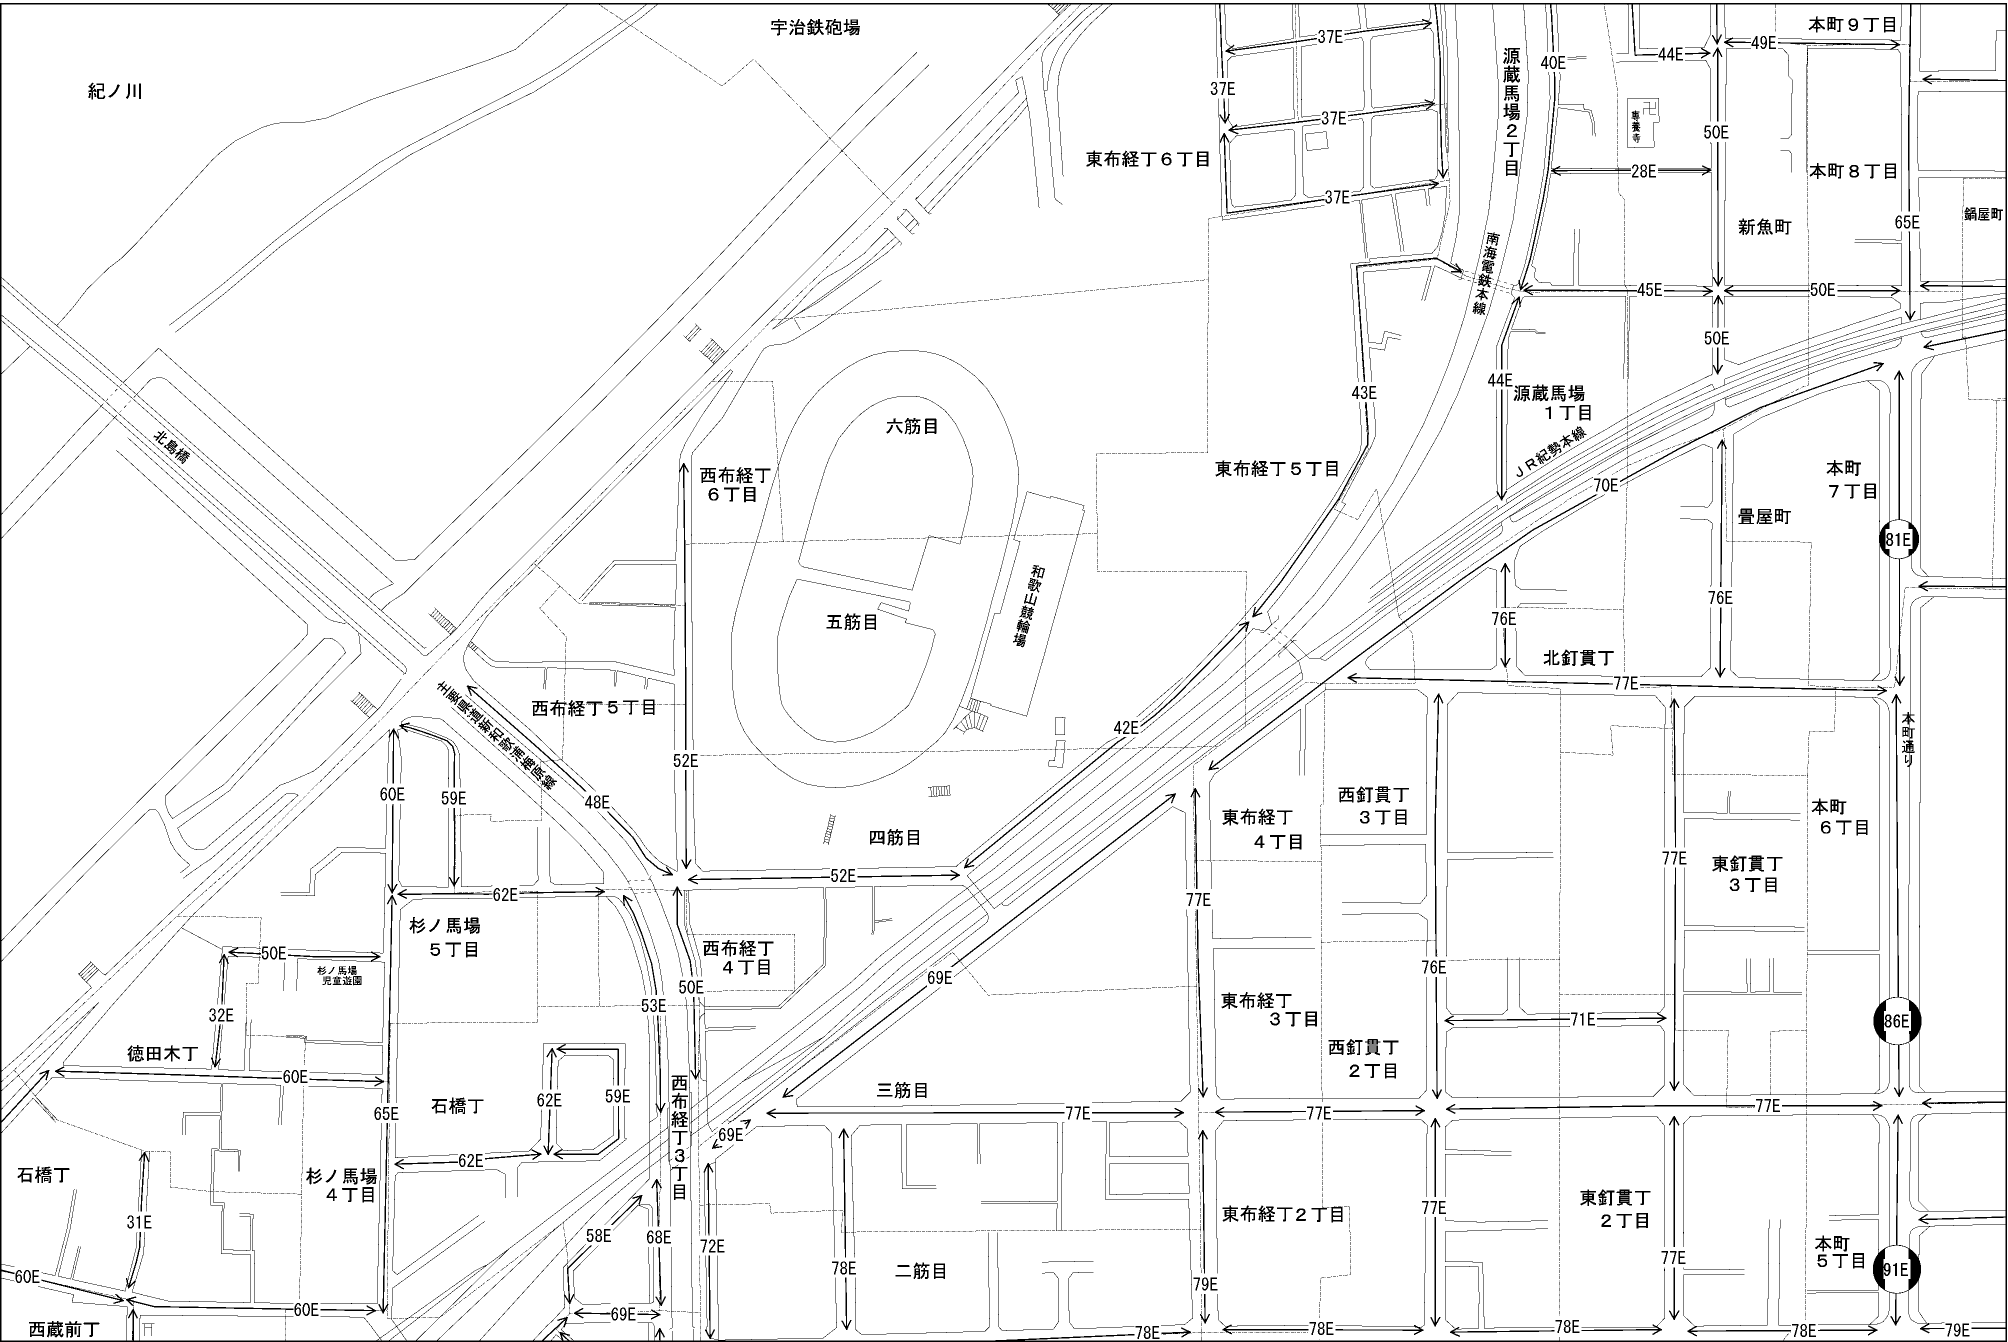 宇治鉄砲場
紀ノ川
37E
37E
37E
37E
東布経丁6丁目
源蔵馬場2丁目
40E
44E
49E
本町9丁目
専養寺
50E
28E
本町8丁目
新魚町
65E
鍋屋町
南海電鉄本線
45E
50E
50E
44E
43E
源蔵馬場
1丁目
JR紀勢本線
北島橋
六筋目
西布経丁
6丁目
東布経丁5丁目
70E
本町
7丁目
畳屋町
81E
和歌山競輪場
五筋目
76E
76E
北釘貫丁
77E
西布経丁5丁目
主要県道新和歌浦梅原線
本町通り
42E
52E
48E
60E
59E
四筋目
52E
62E
東布経丁
4丁目
西釘貫丁
3丁目
本町
6丁目
77E
77E
東釘貫丁
3丁目
杉ノ馬場
5丁目
50E
杉ノ馬場
児童遊園
西布経丁
4丁目
69E
76E
50E
53E
32E
東布経丁
3丁目
71E
86E
徳田木丁
60E
西釘貫丁
2丁目
65E
石橋丁
62E
59E
西布経丁3丁目
三筋目
77E
77E
77E
69E
62E
石橋丁
杉ノ馬場
4丁目
31E
58E
68E
72E
78E
二筋目
東布経丁2丁目
79E
77E
東釘貫丁
2丁目
77E
本町
5丁目
91E
60E
60E
69E
西蔵前丁
78E
78E
78E
78E
79E